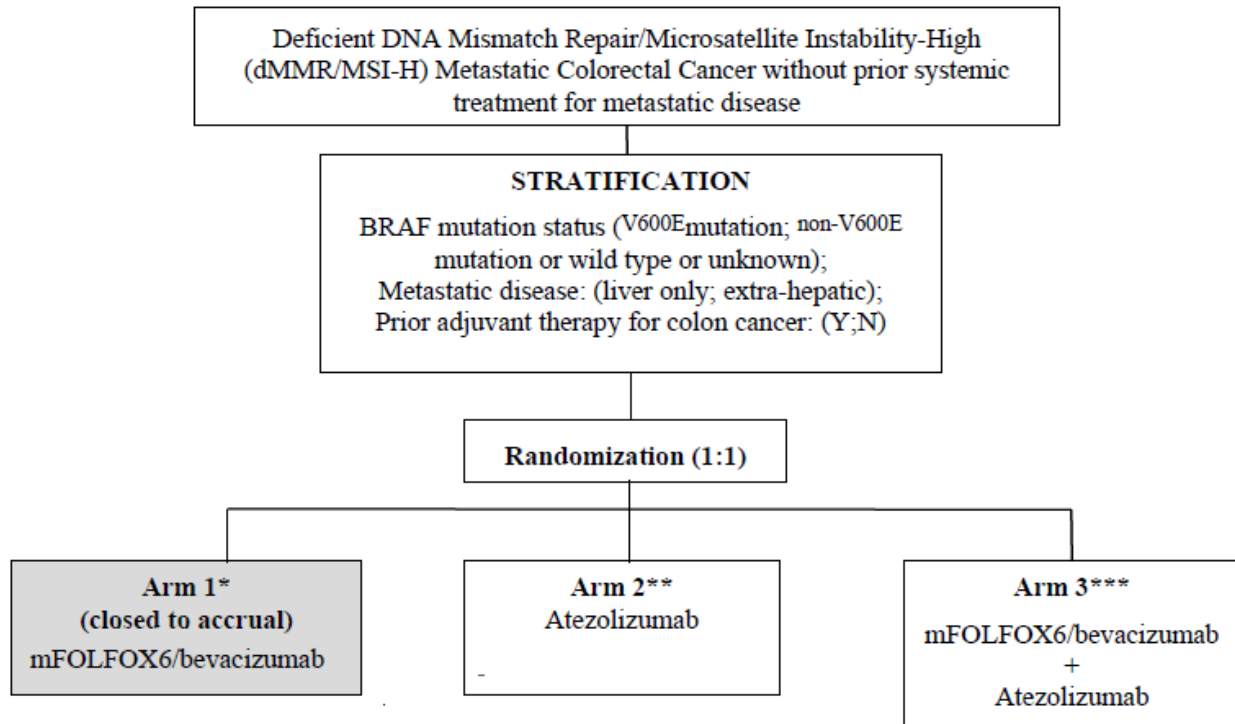 Deficient DNA Mismatch Repair/Microsatellite Instability-High
(dMMR/MSI-H) Metastatic Colorectal Cancer without prior systemic
treatment for metastatic disease
STRATIFICATION
BRAF mutation status (V600Emutation; non-V600E
mutation or wild type or unknown);
Metastatic disease: (liver only; extra-hepatic);
Prior adjuvant therapy for colon cancer: (Y;N)
Randomization (1:1)
Arm 1*
(closed to accrual)
mFOLFOX6/bevacizumab
Arm 2**
Atezolizumab
-
Arm 3***
mFOLFOX6/bevacizumab
+
Atezolizumab